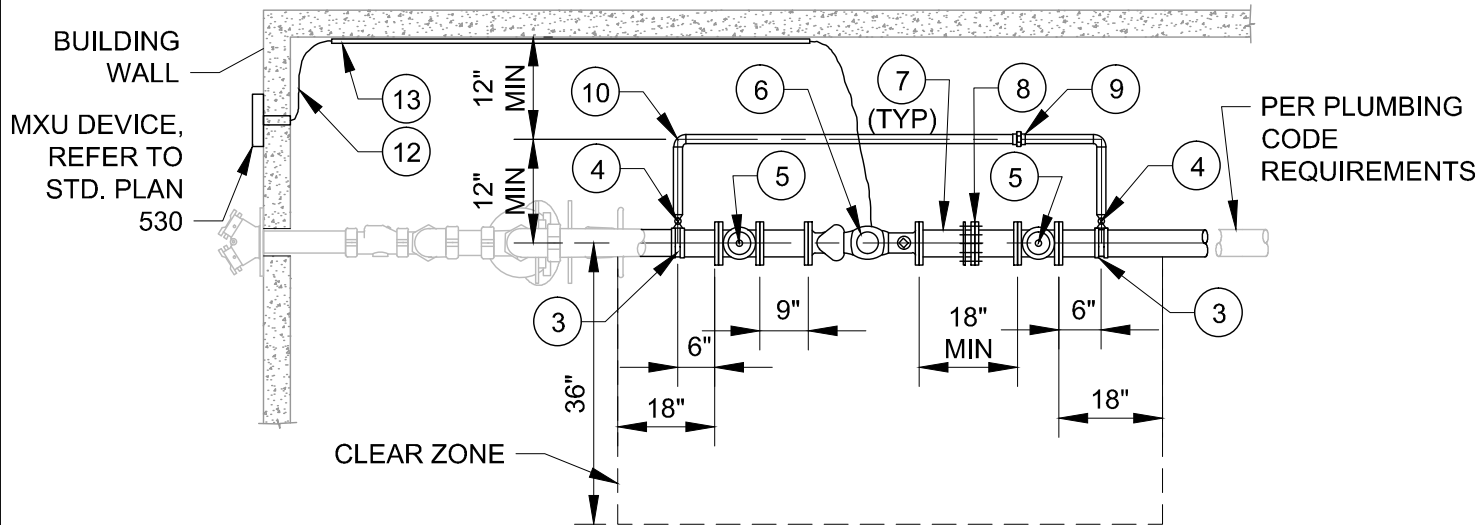 BUILDING
WALL
MXU DEVICE,
REFER TO
STD. PLAN
530
13
12
12"
MIN
12"
MIN
10
4
5
6
7
(TYP)
8
9
5
4
PER PLUMBING
CODE
REQUIREMENTS
3
3
6"
9"
18"
MIN
6"
18"
18"
36"
CLEAR ZONE